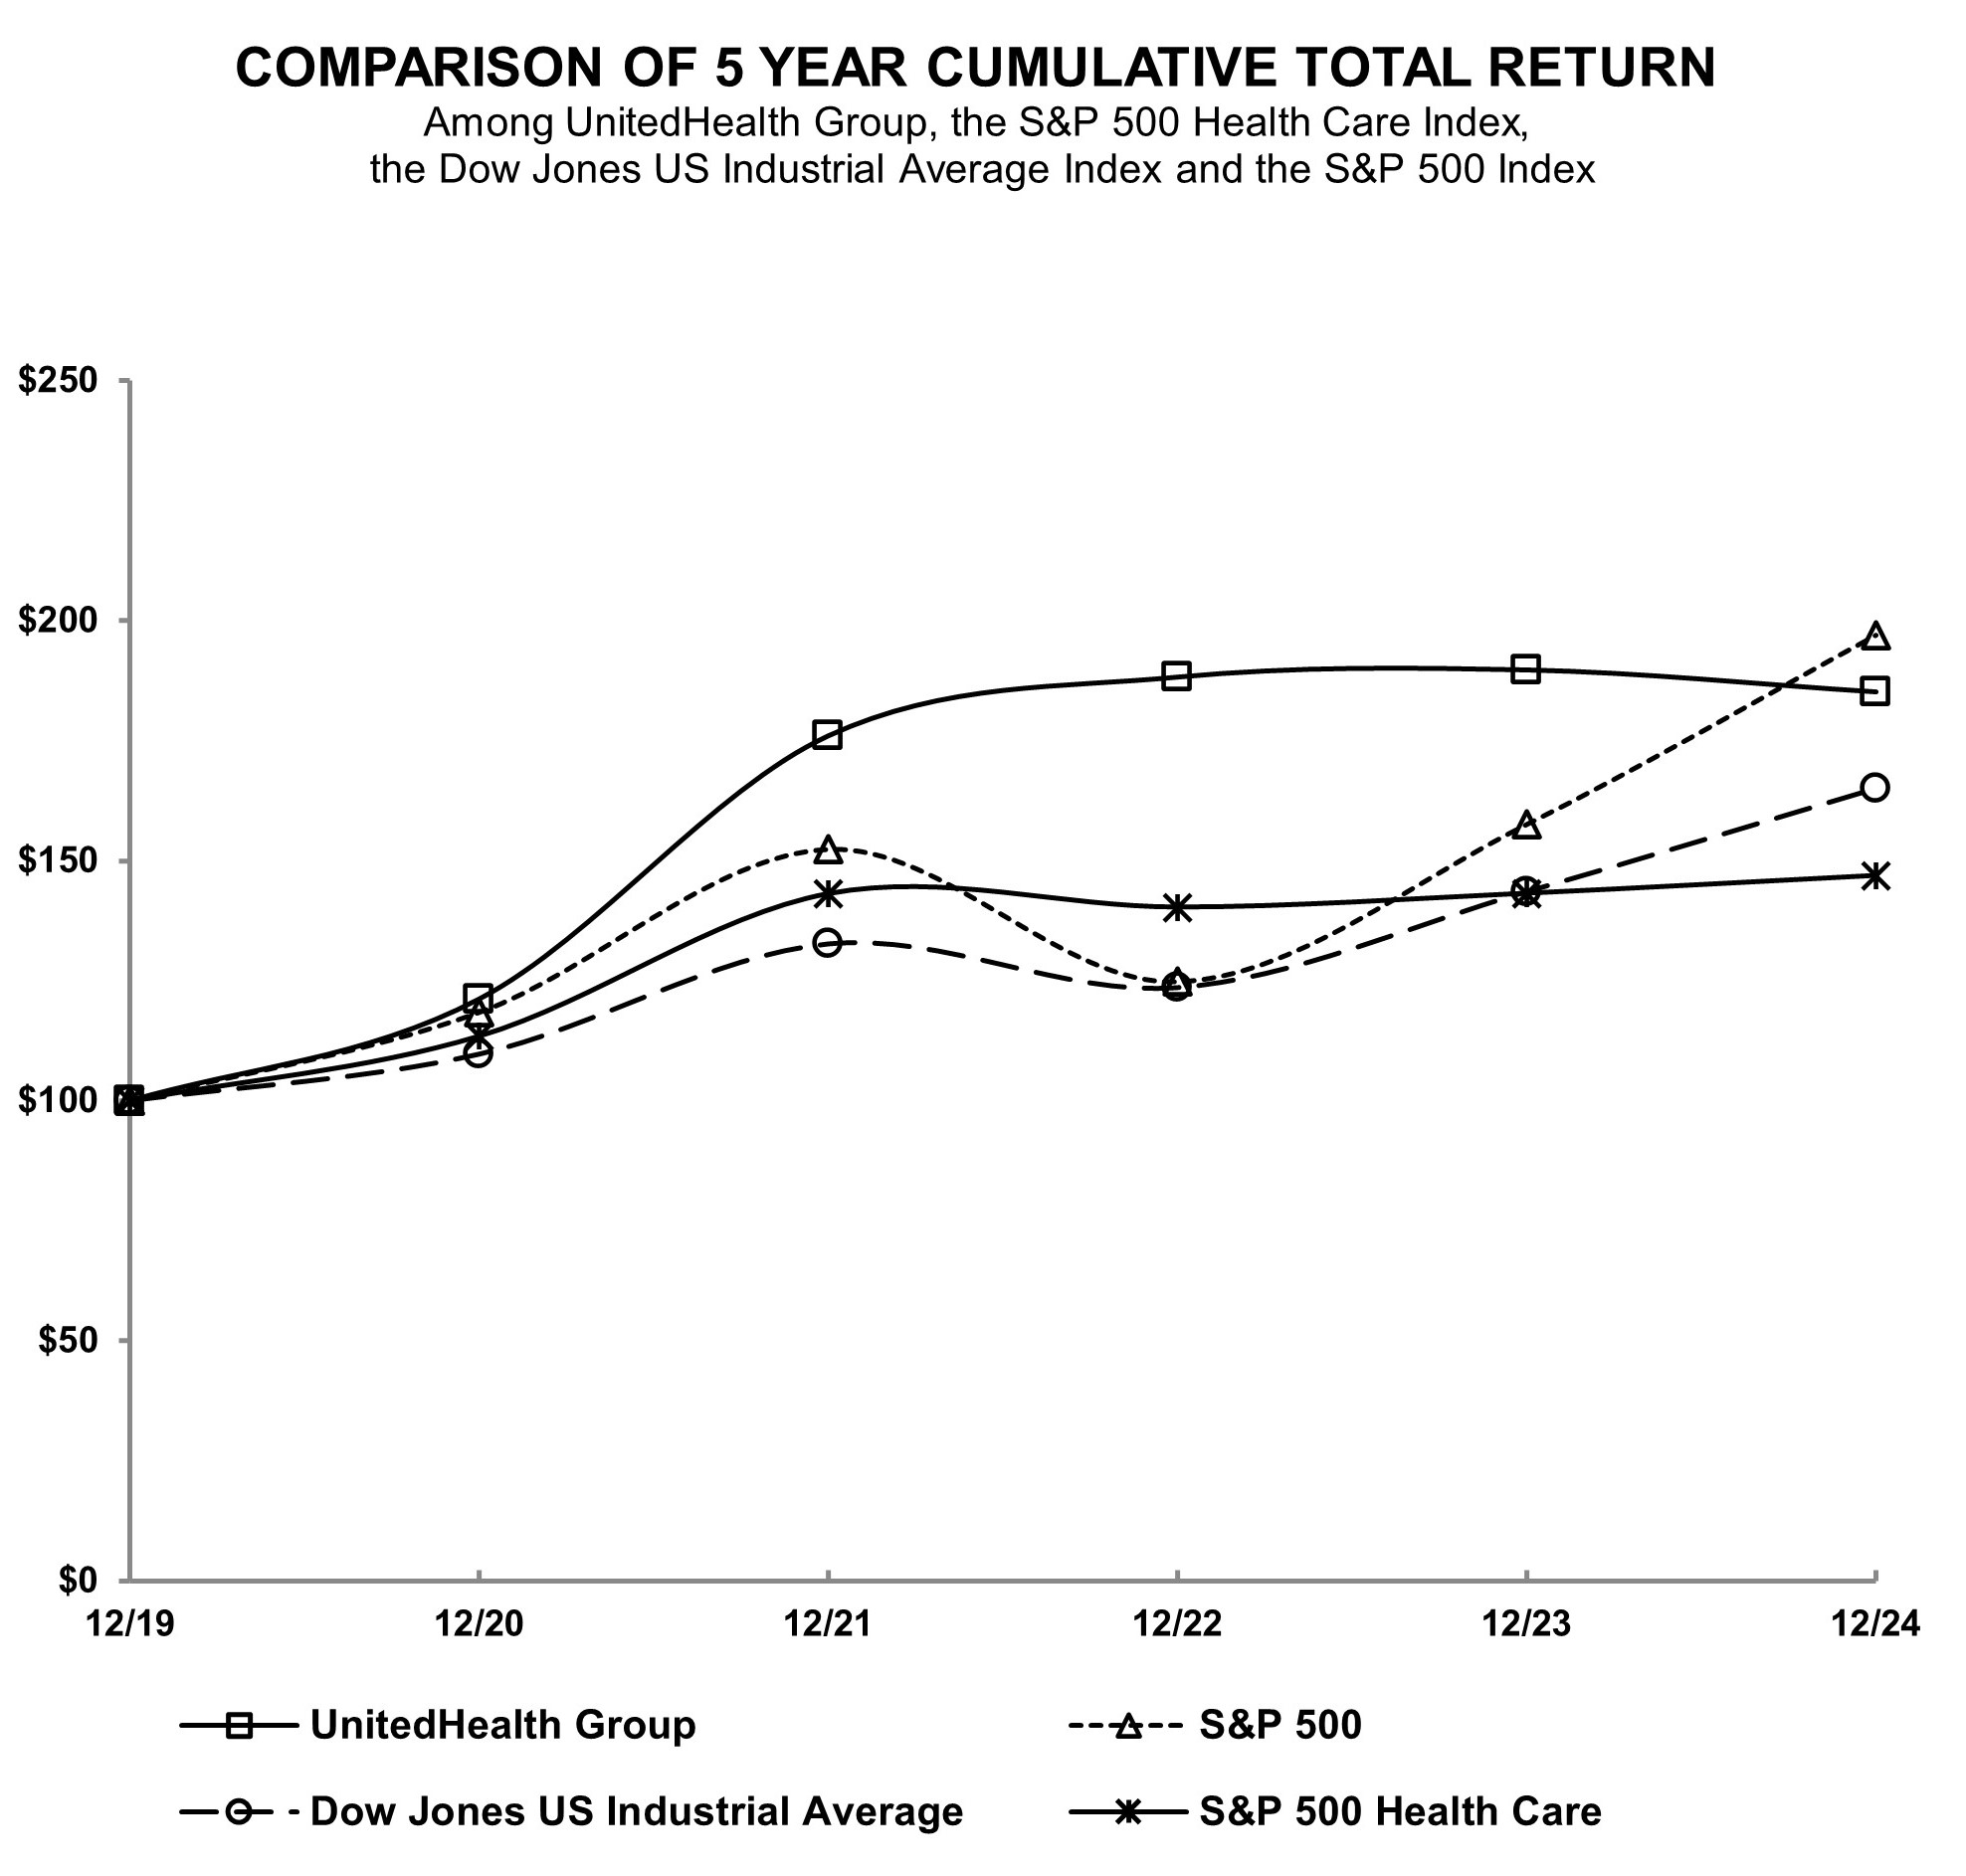 COMPARISON OF 5 YEAR CUMULATIVE TOTAL RETURN
Among UnitedHealth Group, the S&P 500 Health Care Index,
the Dow Jones US Industrial Average Index and the S&P 500 Index
$250
$200
$150
$100
$50
$0
12/19 12/20 12/21 12/22 12/23 12/24
UnitedHealth Group S&P 500
Dow Jones US Industrial Average S&P 500 Health Care